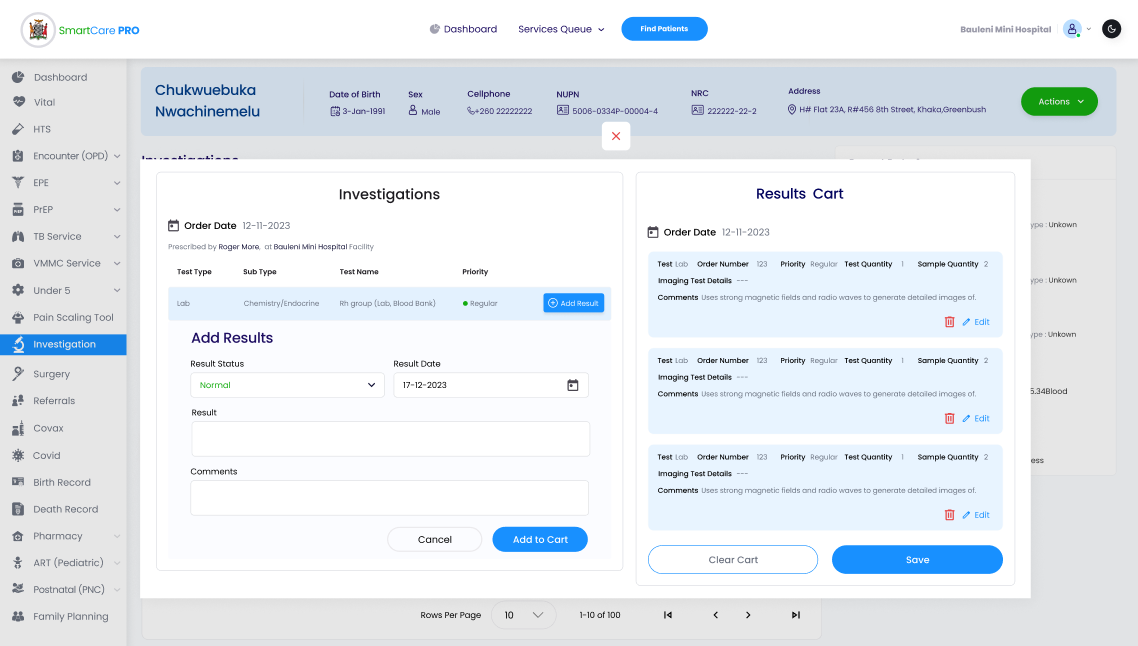 SmartCare PRO
Dashboard
Services Queue
Find Patients
Bauleni Mini Hospital
Dashboard
Vital
HTS
Encounter (OPD)
EPE
PrEP
TB Service
VMMC Service
Under 5
Pain Scaling Tool
Investigation
Surgery
Referrals
Covax
Covid
Birth Record
Death Record
Pharmacy
ART (Pediatric)
Postnatal (PNC)
Family Planning
Chukwuebuka
Nwachinemelu
Date of Birth
3-Jan-1991
Sex
Male
Cellphone
+260 22222222
NUPN
5006-0334P-00004-4
NRC
222222-22-2
Address
H# Flat 23A, R#456 8th Street, Khaka,Greenbush
Actions
Investigations
Investigations
Order Date 12-11-2023
Prescribed by Roger More, at Bauleni Mini Hospital Facility
Test Type Sub Type Test Name Priority
Lab Chemistry/Endocrine Rh group (Lab, Blood Bank) Regular Add Result
Add Results
Result Status
Normal
Result Date
17-12-2023
Result
Comments
Cancel
Add to Cart
Results Cart
Order Date 12-11-2023
Test Lab Order Number 123 Priority Regular Test Quantity 1 Sample Quantity 2
Imaging Test Details ---
Comments Uses strong magnetic fields and radio waves to generate detailed images of.
Edit
Test Lab Order Number 123 Priority Regular Test Quantity 1 Sample Quantity 2
Imaging Test Details ---
Comments Uses strong magnetic fields and radio waves to generate detailed images of.
Edit
Test Lab Order Number 123 Priority Regular Test Quantity 1 Sample Quantity 2
Imaging Test Details ---
Comments Uses strong magnetic fields and radio waves to generate detailed images of.
Edit
Clear Cart
Save
ype : Unkown
ype : Unkown
ype : Unkown
5.34Blood
ess
Rows Per Page 10 1-10 of 100